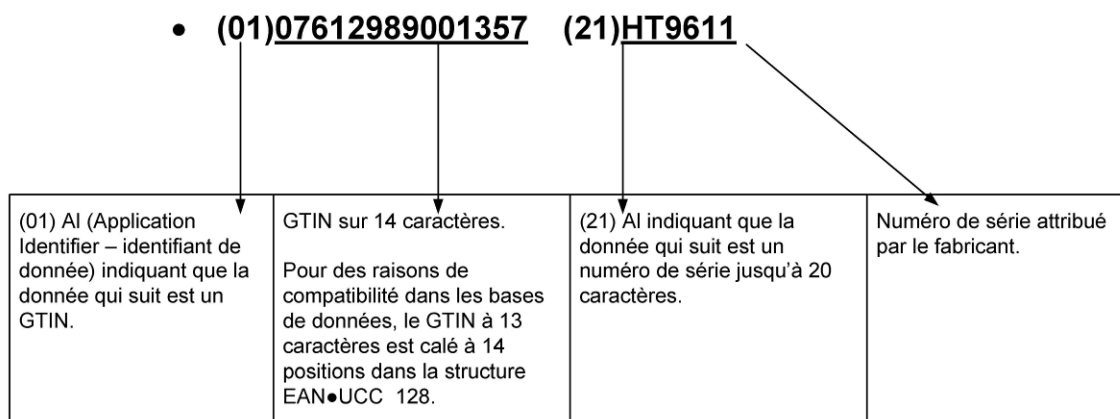 • (01)07612989001357 (21)HT9611
(01) AI (Application
Identifier – identifiant de
donnée) indiquant que la
donnée qui suit est un
GTIN.
GTIN sur 14 caractères.
Pour des raisons de
compatibilité dans les bases
de données, le GTIN à 13
caractères est calé à 14
positions dans la structure
EAN●UCC 128.
(21) AI indiquant que la
donnée qui suit est un
numéro de série jusqu'à 20
caractères.
Numéro de série attribué
par le fabricant.